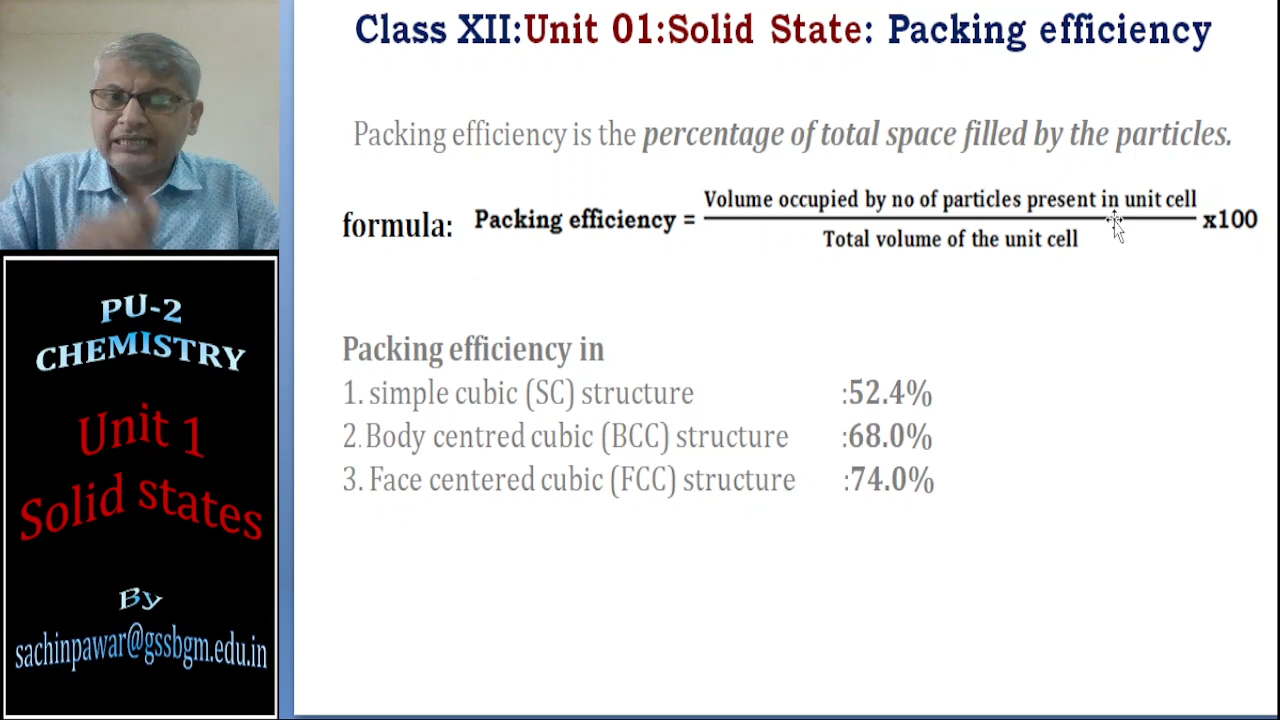 Class XII:Unit 01:Solid State: Packing efficiency
Packing efficiency is the percentage of total space filled by the particles.
formula: Packing efficiency = Volume occupied by no of particles present in unit cell x100
Total volume of the unit cell
Packing efficiency in
1. simple cubic (SC) structure :52.4%
2.Body centred cubic (BCC) structure :68.0%
3. Face centered cubic (FCC) structure :74.0%
PU-2
CHEMISTRY
Unit 1
Solid states
By
sachinpawar@gssbgm.edu.in